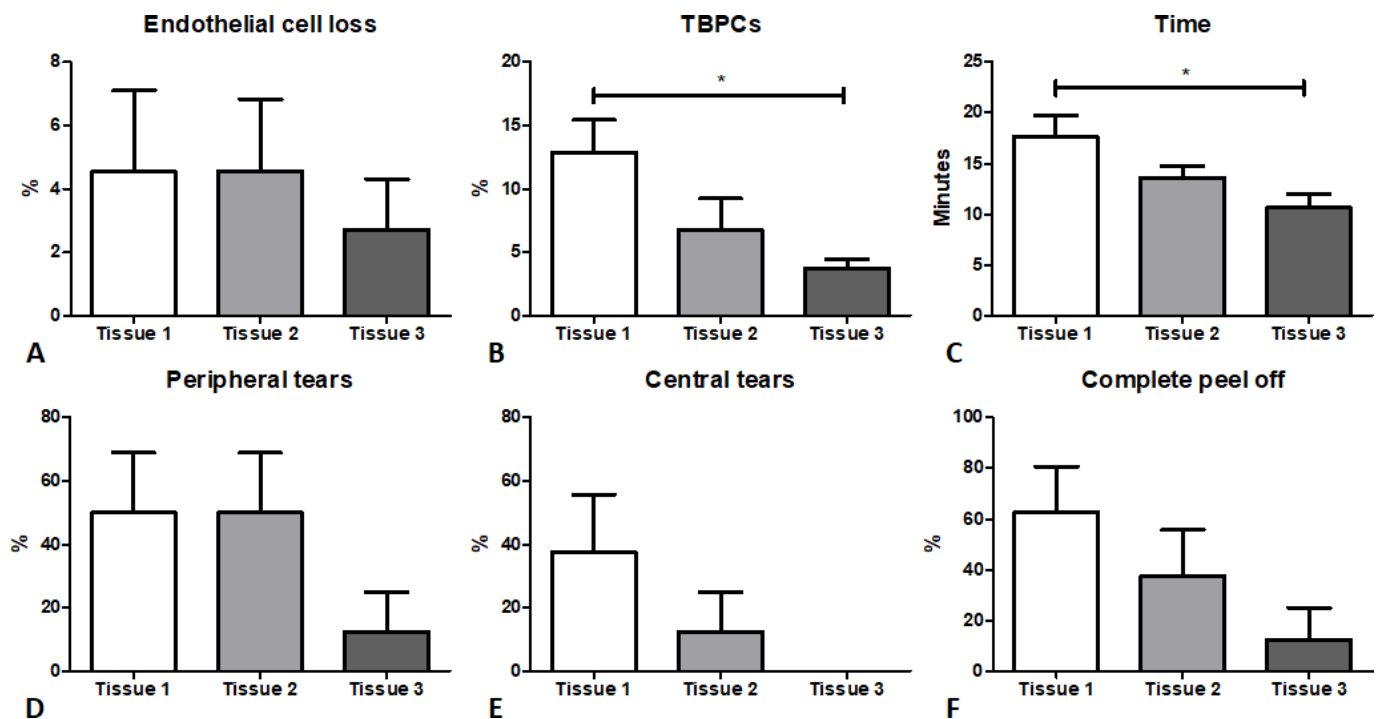 Endothelial cell loss
8
6
4
2
0
%
Tissue 1 Tissue 2 Tissue 3
A
TBPCs
20
15
10
5
0
%
*
Tissue 1 Tissue 2 Tissue 3
B
Time
25
20
15
10
5
0
Minutes
*
Tissue 1 Tissue 2 Tissue 3
C
Peripheral tears
80
60
40
20
0
%
Tissue 1 Tissue 2 Tissue 3
D
Central tears
80
60
40
20
0
%
Tissue 1 Tissue 2 Tissue 3
E
Complete peel off
100
80
60
40
20
0
%
Tissue 1 Tissue 2 Tissue 3
F